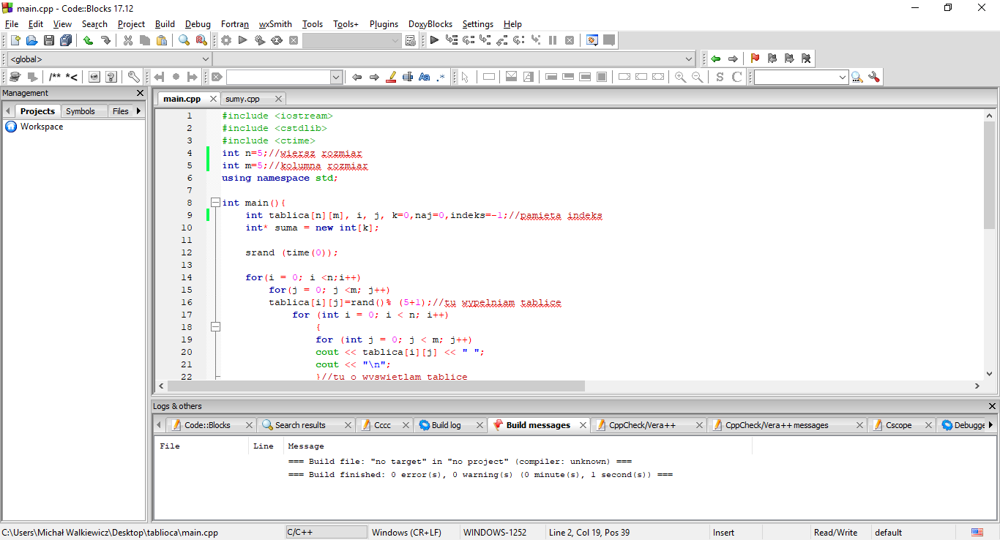 main.cpp - Code::Blocks 17.12
File Edit View Search Project Build Debug Fortran wxSmith Tools Tools+ Plugins DoxyBlocks Settings Help
<global>
/** *<
Aa .*
S C
Management
main.cpp sumy.cpp
Projects Symbols Files
Workspace
1 #include <iostream>
2 #include <cstdlib>
3 #include <ctime>
4 int n=5;//wiersz rozmiar
5 int m=5;//kolumna rozmiar
6 using namespace std;
7
8 int main(){
9 int tablica[n][m], i, j, k=0,naj=0,indeks=-1;//pamieta indeks
10 int* suma = new int[k];
11
12 srand (time(0));
13
14 for(i = 0; i <n;i++)
15 for(j = 0; j <m; j++)
16 tablica[i][j]=rand()% (5+1);//tu wypelniam tablice
17 for (int i = 0; i < n; i++)
18 {
19 for (int j = 0; j < m; j++)
20 cout << tablica[i][j] << " ";
21 cout << "\n";
22 }//tu o wyswietlam tablice
Logs & others
Code::Blocks Search results Cccc Build log Build messages CppCheck/Vera++ CppCheck/Vera++ messages Cscope Debugge
File Line Message
=== Build file: "no target" in "no project" (compiler: unknown) ===
=== Build finished: 0 error(s), 0 warning(s) (0 minute(s), 1 second(s)) ===
C:\Users\Michał Walkiewicz\Desktop\tablioca\main.cpp C/C++ Windows (CR+LF) WINDOWS-1252 Line 2, Col 19, Pos 39 Insert Read/Write default